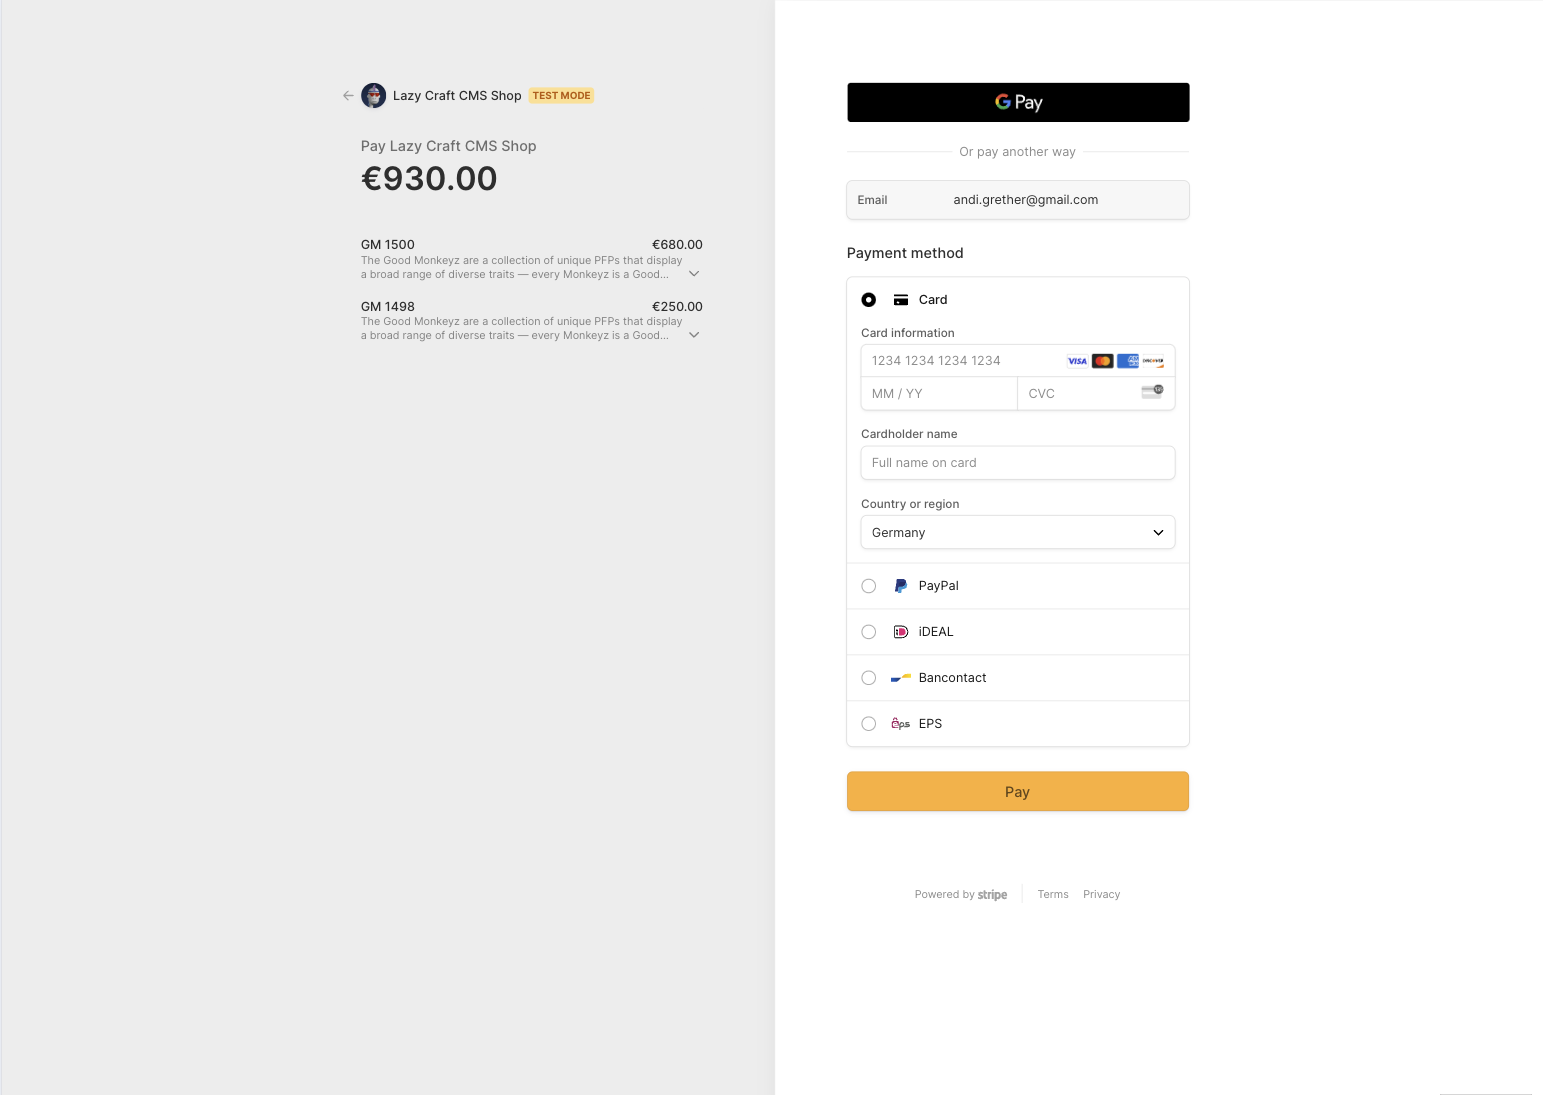 Lazy Craft CMS Shop TEST MODE
Pay Lazy Craft CMS Shop
€930.00
GM 1500 €680.00
The Good Monkeyz are a collection of unique PFPs that display
a broad range of diverse traits — every Monkeyz is a Good...
GM 1498 €250.00
The Good Monkeyz are a collection of unique PFPs that display
a broad range of diverse traits — every Monkeyz is a Good...
G Pay
Or pay another way
Email andi.grether@gmail.com
Payment method
Card
Card information
1234 1234 1234 1234 VISA DISCOVER
MM / YY CVC
Cardholder name
Full name on card
Country or region
Germany
PayPal
iDEAL
Bancontact
eps EPS
Pay
Powered by stripe Terms Privacy